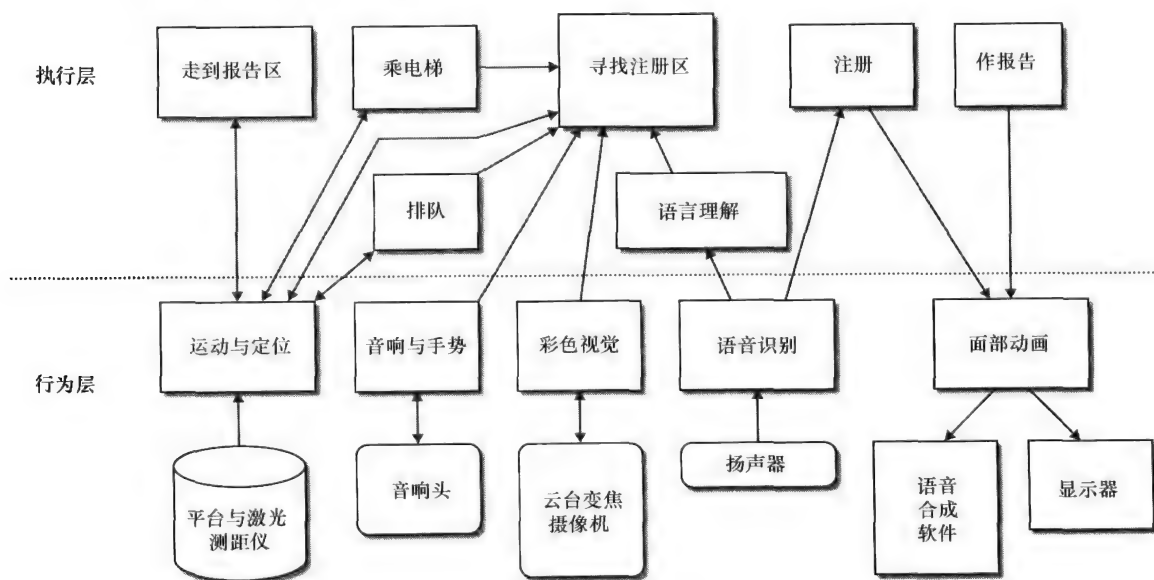 执行层
走到报告区
乘电梯
寻找注册区
注册
作报告
排队
语言理解
行为层
运动与定位
音响与手势
彩色视觉
语音识别
面部动画
平台与激光
测距仪
音响头
云台变焦
摄像机
扬声器
语音
合成
软件
显示器